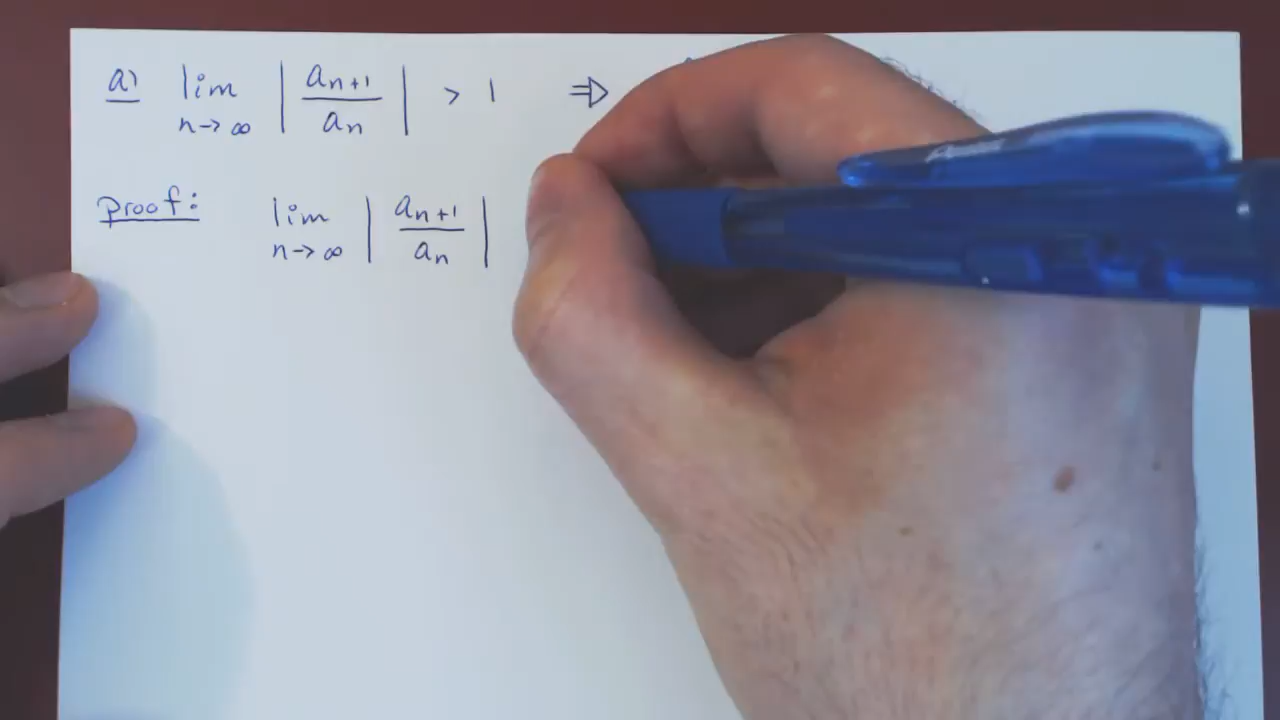 a) lim n→∞ | a_{n+1} / a_n | > 1 ⇒
Proof: lim n→∞ | a_{n+1} / a_n |